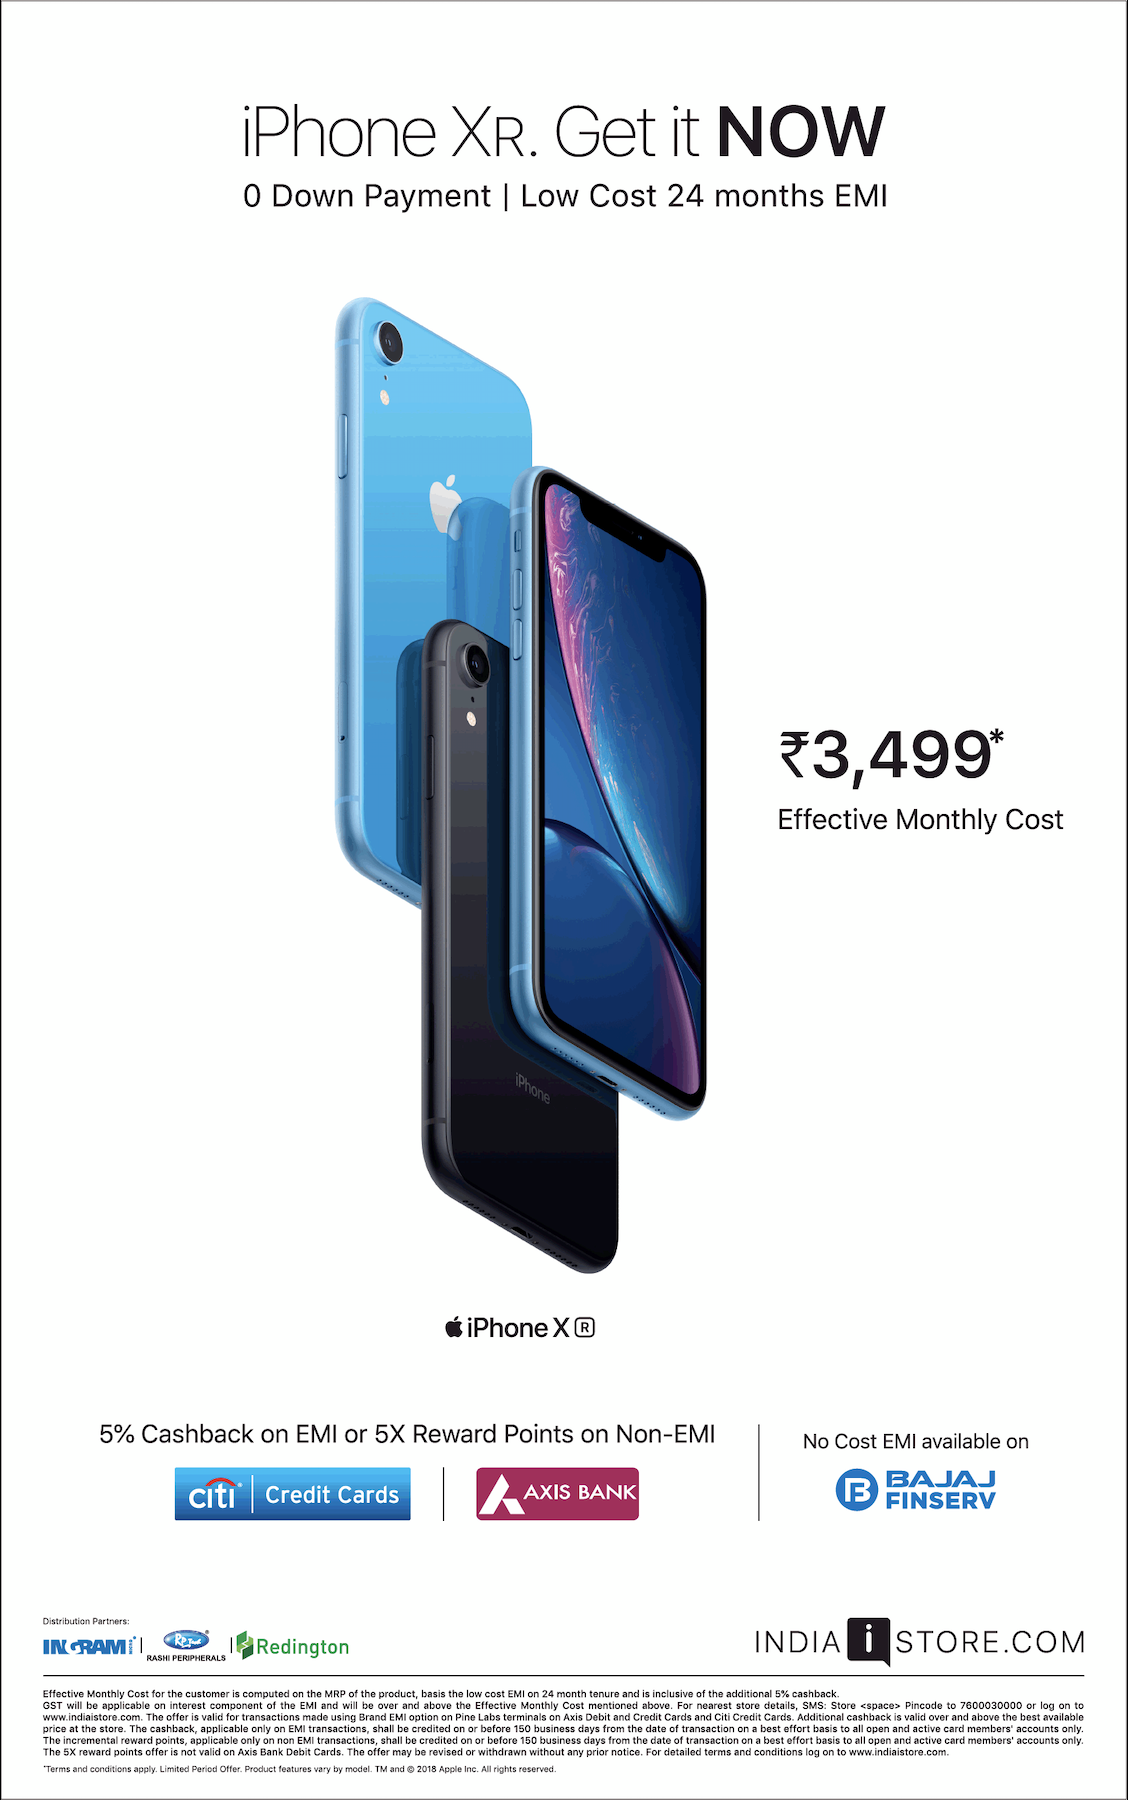 iPhone XR. Get it NOW
0 Down Payment | Low Cost 24 months EMI
₹3,499*
Effective Monthly Cost
iPhone
iPhone X R
5% Cashback on EMI or 5X Reward Points on Non-EMI
No Cost EMI available on
citi Credit Cards
AXIS BANK
BAJAJ
FINSERV
Distribution Partners:
INGRAM MICRO
RP Tech
RASHI PERIPHERALS
Redington
INDIA i STORE.COM
Effective Monthly Cost for the customer is computed on the MRP of the product, basis the low cost EMI on 24 month tenure and is inclusive of the additional 5% cashback.
GST will be applicable on interest component of the EMI and will be over and above the Effective Monthly Cost mentioned above. For nearest store details, SMS: Store <space> Pincode to 7600030000 or log on to
www.indiaistore.com. The offer is valid for transactions made using Brand EMI option on Pine Labs terminals on Axis Debit and Credit Cards and Citi Credit Cards. Additional cashback is valid over and above the best available
price at the store. The cashback, applicable only on EMI transactions, shall be credited on or before 150 business days from the date of transaction on a best effort basis to all open and active card members' accounts only.
The incremental reward points, applicable only on non EMI transactions, shall be credited on or before 150 business days from the date of transaction on a best effort basis to all open and active card members' accounts only.
The 5X reward points offer is not valid on Axis Bank Debit Cards. The offer may be revised or withdrawn without any prior notice. For detailed terms and conditions log on to www.indiaistore.com.
*Terms and conditions apply. Limited Period Offer. Product features vary by model. TM and © 2018 Apple Inc. All rights reserved.